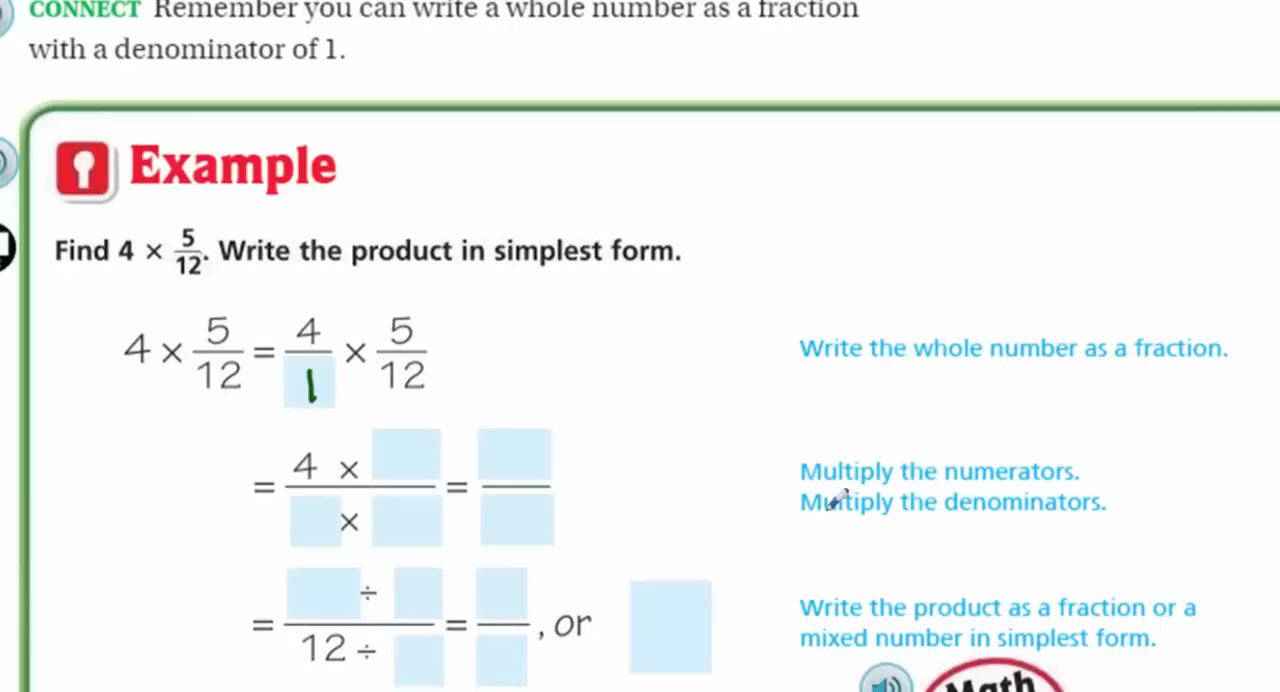 CONNECT Remember you can write a whole number as a fraction
with a denominator of 1.
Example
Find 4 × 5/12. Write the product in simplest form.
4 × 5/12 = 4/1 × 5/12
Write the whole number as a fraction.
= 4 × / × = /
Multiply the numerators.
Multiply the denominators.
= ÷ / 12 ÷ = / , or
Write the product as a fraction or a
mixed number in simplest form.
Math